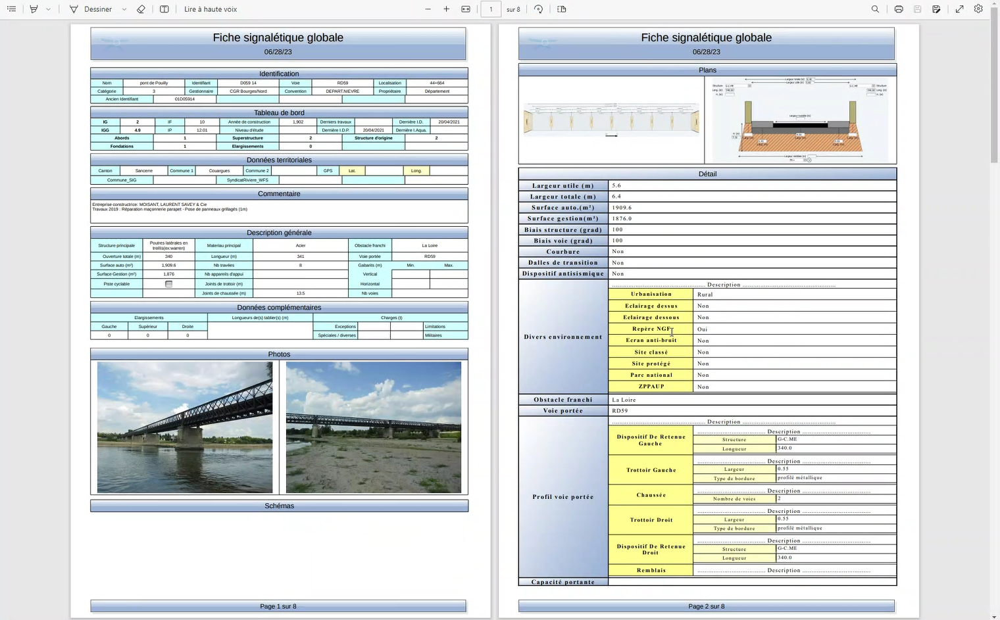 Dessiner
Lire à haute voix
1 sur 8
Fiche signalétique globale
06/28/23
Identification
Nom pont de Pouilly Identifiant D059 14 Voie RD59 Localisation 44+664
Catégorie 3 Gestionnaire CGR Bourges/Nord Convention DEPART.NIEVRE Propriétaire Département
Ancien Identifiant 01D05914
Tableau de bord
IG 2 IF 10 Année de construction 1,902 Derniers travaux Dernière I.D. 20/04/2021
IGG 4.9 IP 12.01 Niveau d'étude Dernière I.D.P. 20/04/2021 Dernière I.Aqua.
Abords 1 Superstructure 2 Structure d'origine 2
Fondations 1 Elargissements 0
Données territoriales
Canton Sancerre Commune 1 Couargues Commune 2 GPS Lat. Long.
Commune_SIG SyndicatRiviere_WFS
Commentaire
Entreprise constructrice: MOISANT, LAURENT SAVEY & Cie
Travaux 2019 : Réparation maçonnerie parapet - Pose de panneaux grillagés (1m)
Description générale
Structure principale Poutres latérales en treillis(ex:warren) Materiau principal Acier Obstacle franchi La Loire
Ouverture totale (m) 340 Longueur (m) 341 Voie portée RD59
Surface auto (m²) 1,909.6 Nb travées 8 Gabarits (m) Min. Max.
Surface Gestion (m²) 1,876 Nb appareils d'appui Vertical
Piste cyclable Joints de trottoir (m) Horizontal
Joints de chaussée (m) 13.5 Nb voies
Données complémentaires
Elargissements Longueurs de(s) tablier(s) (m) Charges (t)
Gauche Supérieur Droite Exceptions Limitations
0 0 0 Spéciales / diverses Militaires
Photos
Schémas
Page 1 sur 8
Fiche signalétique globale
06/28/23
Plans
Détail
Largeur utile (m) 5.6
Largeur totale (m) 6.4
Surface auto.(m²) 1909.6
Surface gestion(m²) 1876.0
Biais structure (grad) 100
Biais voie (grad) 100
Courbure Non
Dalles de transition Non
Dispositif antisismique Non
Divers environnement
Description
Urbanisation Rural
Eclairage dessus Non
Eclairage dessous Non
Repère NGF Oui
Ecran anti-bruit Non
Site classé Non
Site protégé Non
Parc national Non
ZPPAUP Non
Obstacle franchi La Loire
Voie portée RD59
Profil voie portée
Description
Dispositif De Retenue Gauche
Description
Structure G-C.ME
Longueur 340.0
Trottoir Gauche
Description
Largeur 0.55
Type de bordure profilé métallique
Chaussée
Description
Nombre de voies 2
Trottoir Droit
Description
Largeur 0.55
Type de bordure profilé métallique
Dispositif De Retenue Droit
Description
Structure G-C.ME
Longueur 340.0
Remblais
Description
Capacité portante
Page 2 sur 8